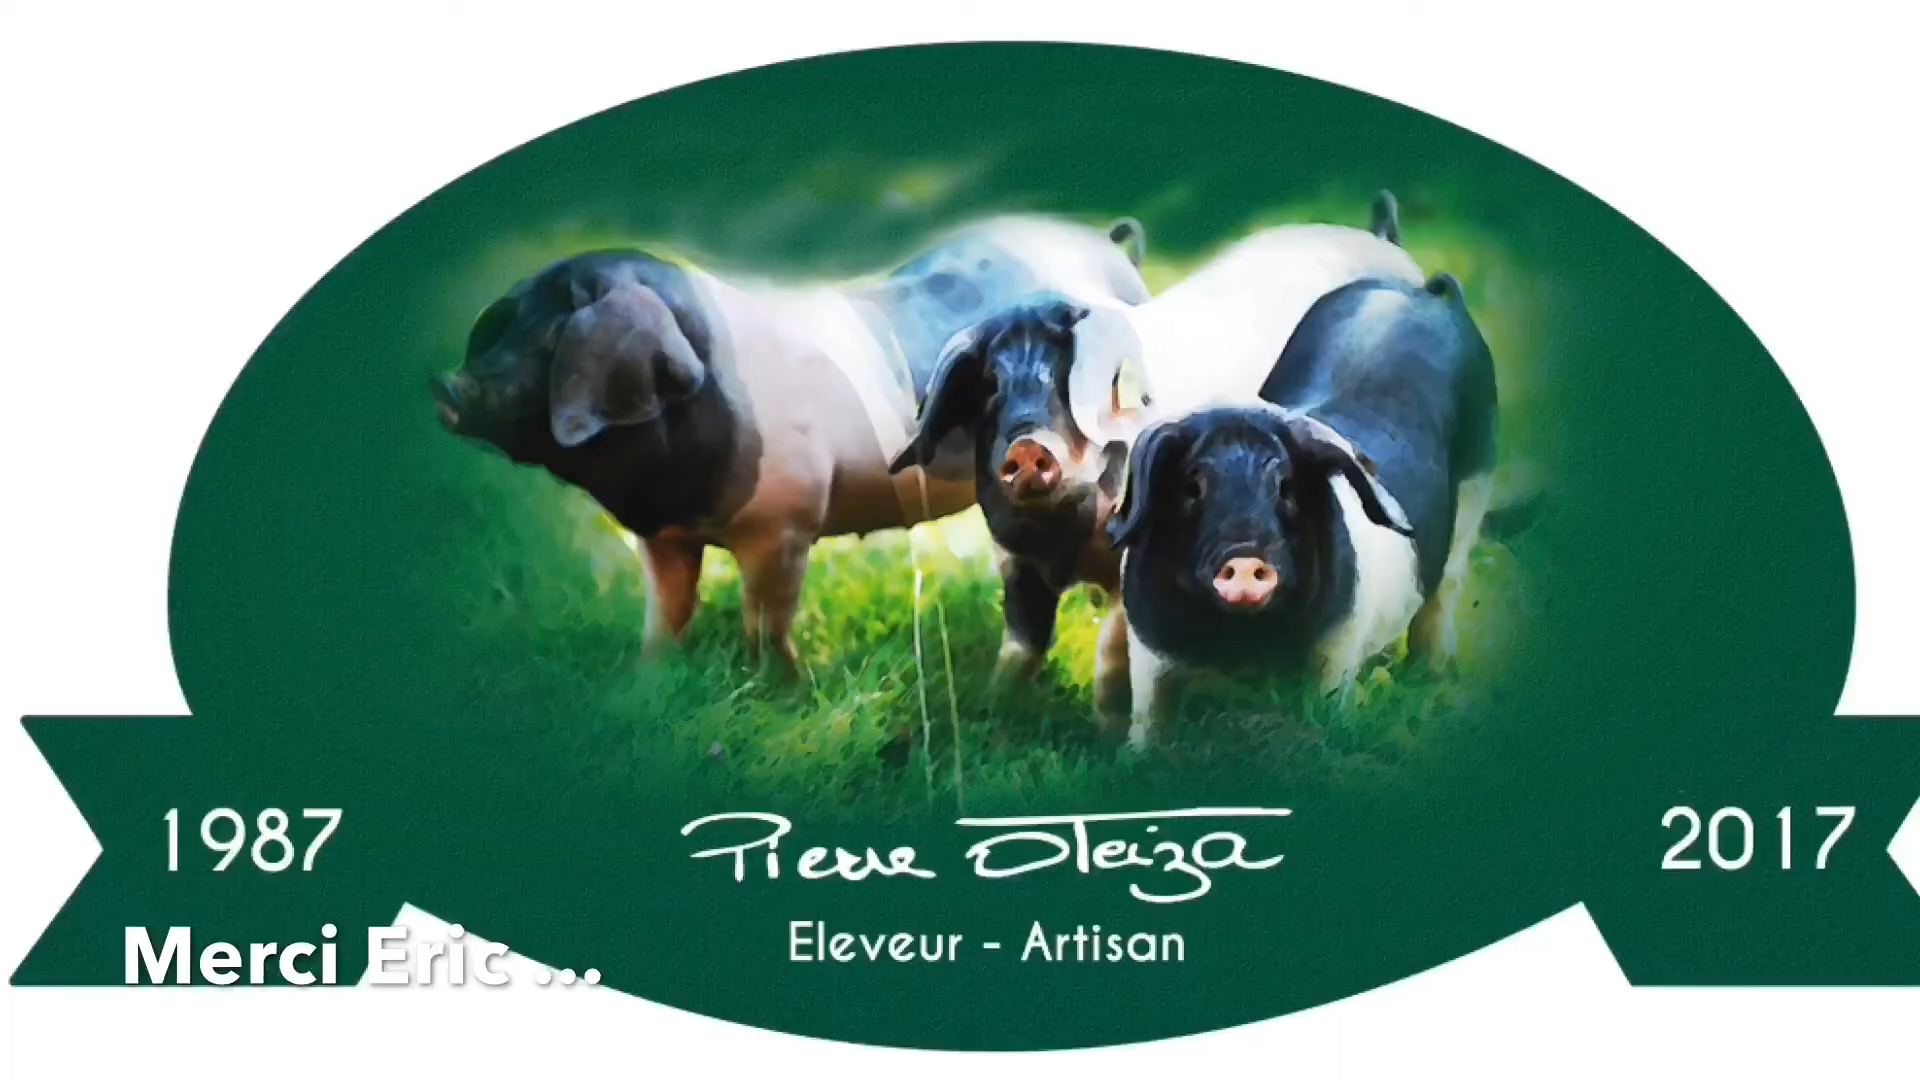 1987
2017
Pierre Oteiza
Eleveur - Artisan
Merci Eric ...